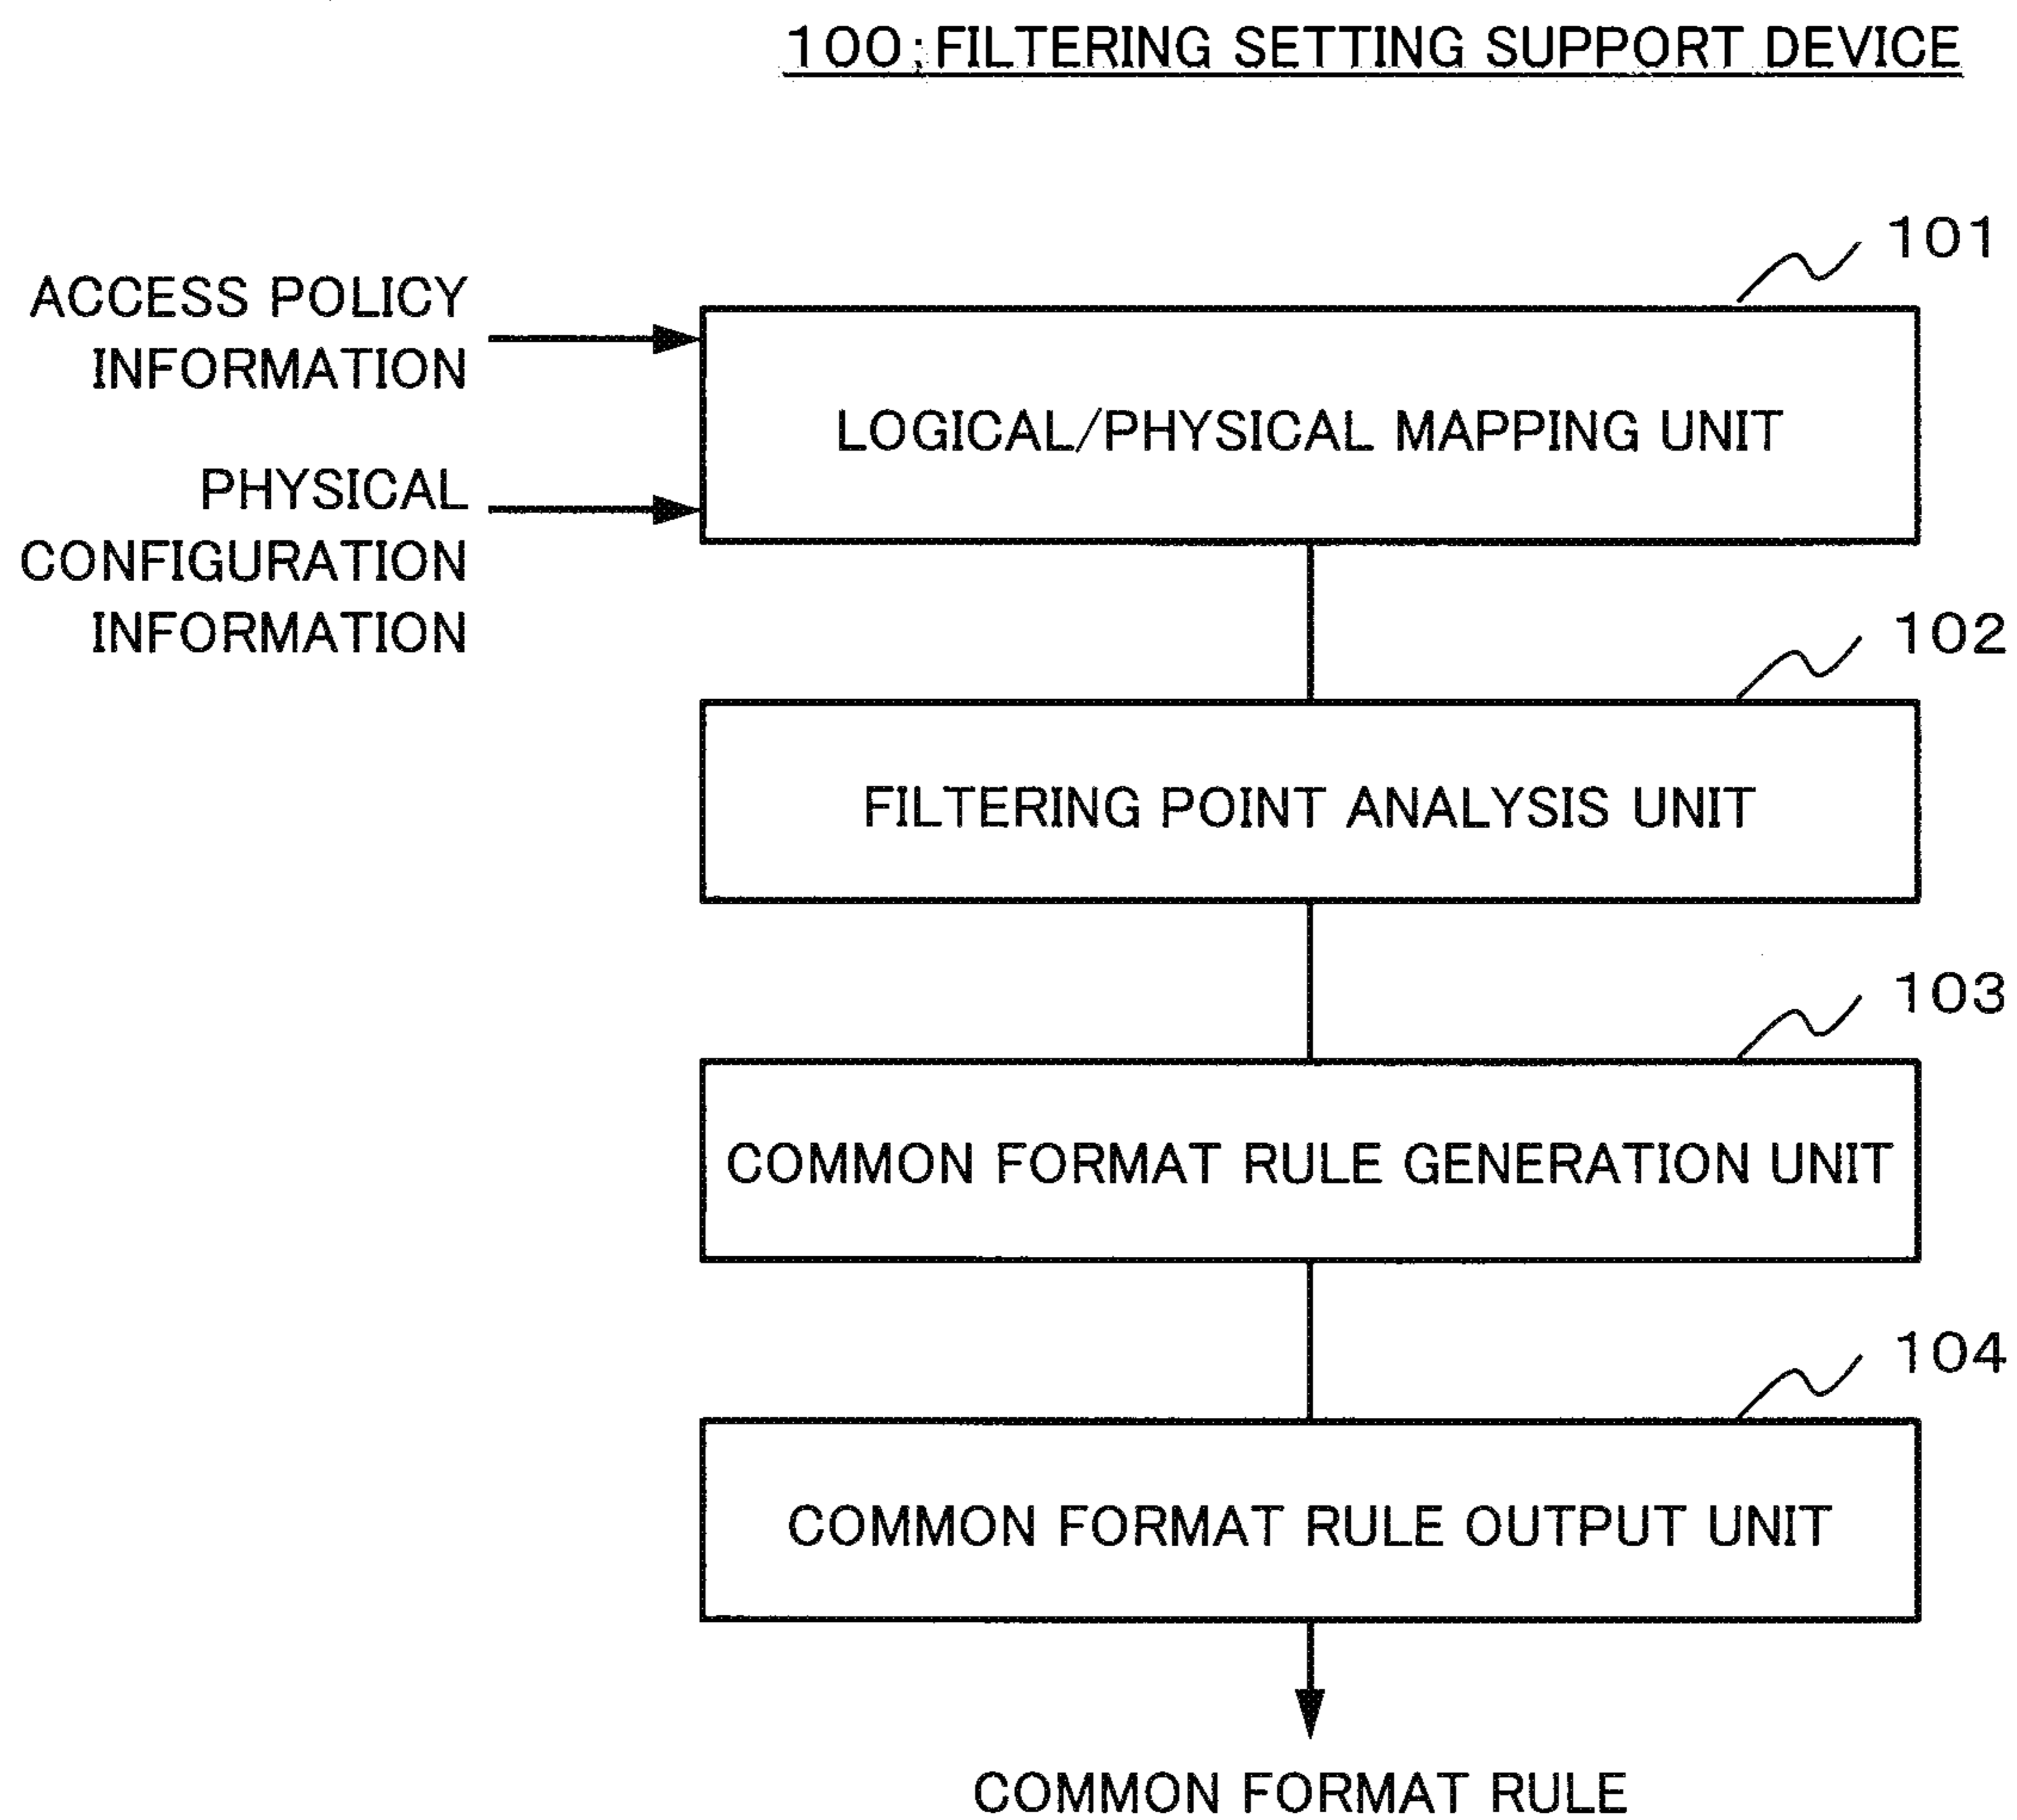 100;FILTERING SETTING SUPPORT DEVICE
101
ACCESS POLICY
INFORMATION
LOGICAL/PHYSICAL MAPPING UNIT
PHYSICAL
CONFIGURATION
INFORMATION
102
FILTERING POINT ANALYSIS UNIT
103
COMMON FORMAT RULE GENERATION UNIT
104
COMMON FORMAT RULE OUTPUT UNIT
COMMON FORMAT RULE